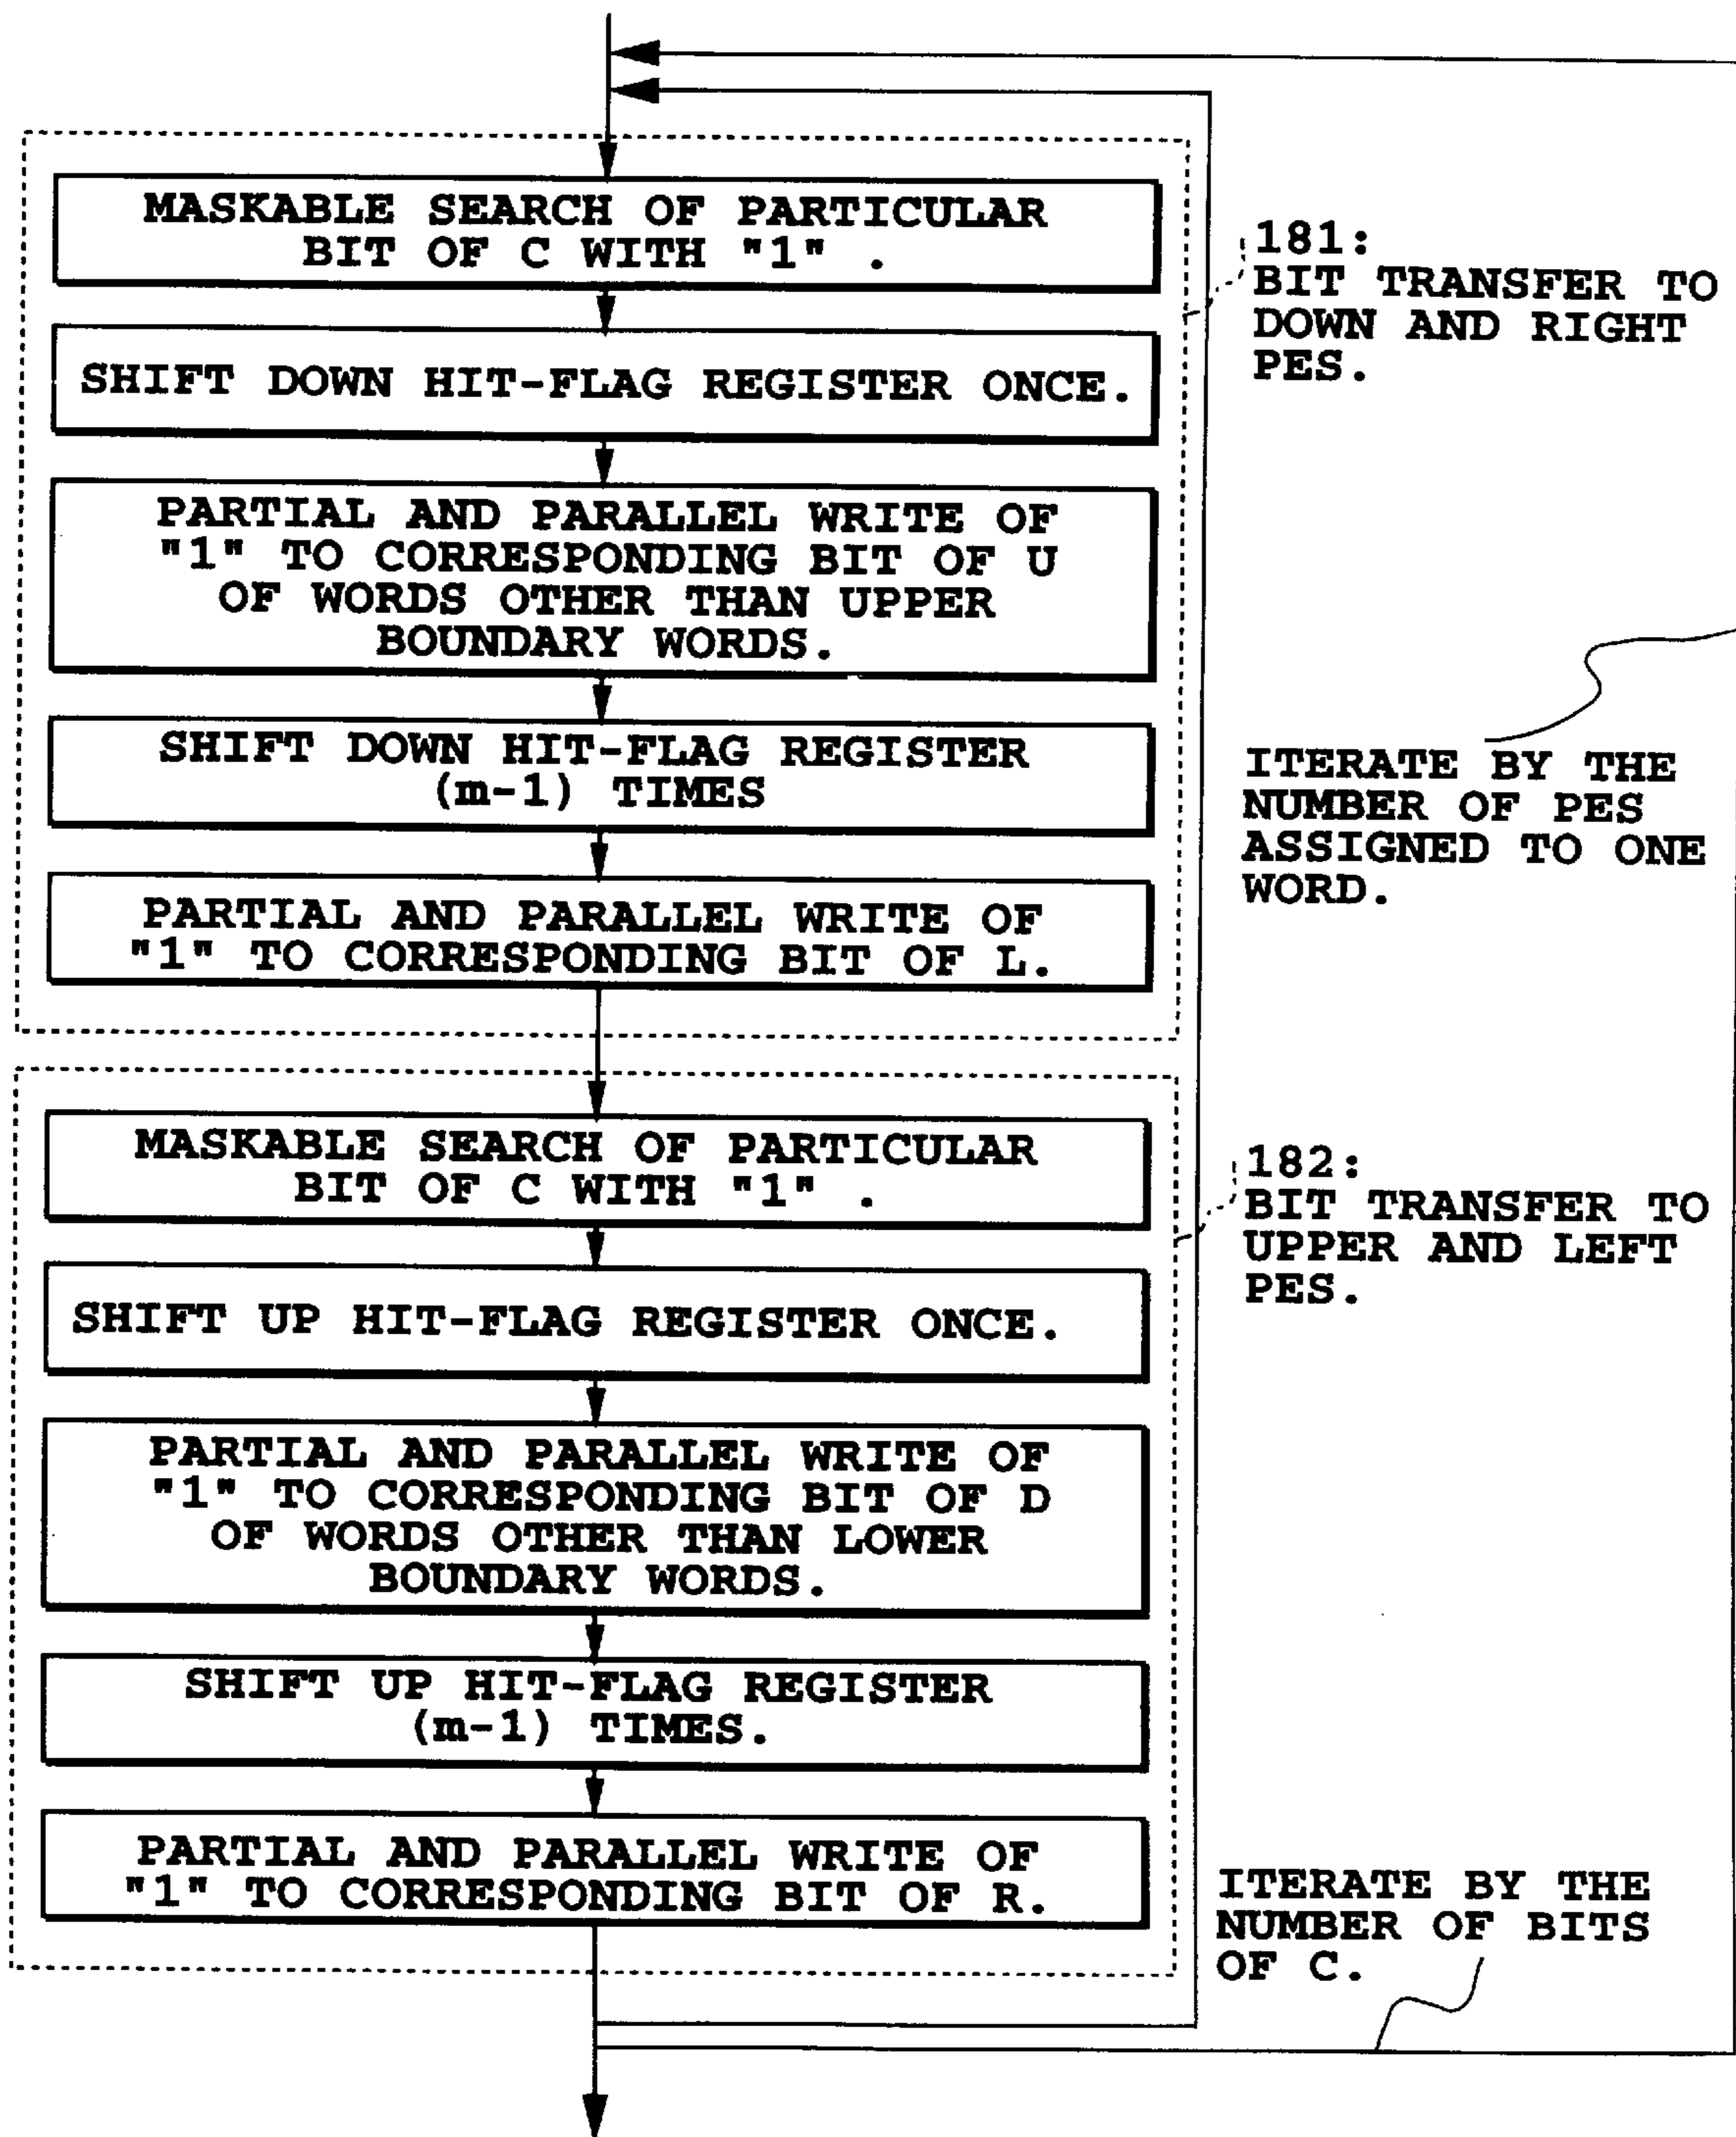 MASKABLE SEARCH OF PARTICULAR
BIT OF C WITH "1" .
SHIFT DOWN HIT-FLAG REGISTER ONCE.
PARTIAL AND PARALLEL WRITE OF
"1" TO CORRESPONDING BIT OF U
OF WORDS OTHER THAN UPPER
BOUNDARY WORDS.
SHIFT DOWN HIT-FLAG REGISTER
(m-1) TIMES
PARTIAL AND PARALLEL WRITE OF
"1" TO CORRESPONDING BIT OF L.
181:
BIT TRANSFER TO
DOWN AND RIGHT
PES.
ITERATE BY THE
NUMBER OF PES
ASSIGNED TO ONE
WORD.
MASKABLE SEARCH OF PARTICULAR
BIT OF C WITH "1" .
SHIFT UP HIT-FLAG REGISTER ONCE.
PARTIAL AND PARALLEL WRITE OF
"1" TO CORRESPONDING BIT OF D
OF WORDS OTHER THAN LOWER
BOUNDARY WORDS.
SHIFT UP HIT-FLAG REGISTER
(m-1) TIMES.
PARTIAL AND PARALLEL WRITE OF
"1" TO CORRESPONDING BIT OF R.
182:
BIT TRANSFER TO
UPPER AND LEFT
PES.
ITERATE BY THE
NUMBER OF BITS
OF C.